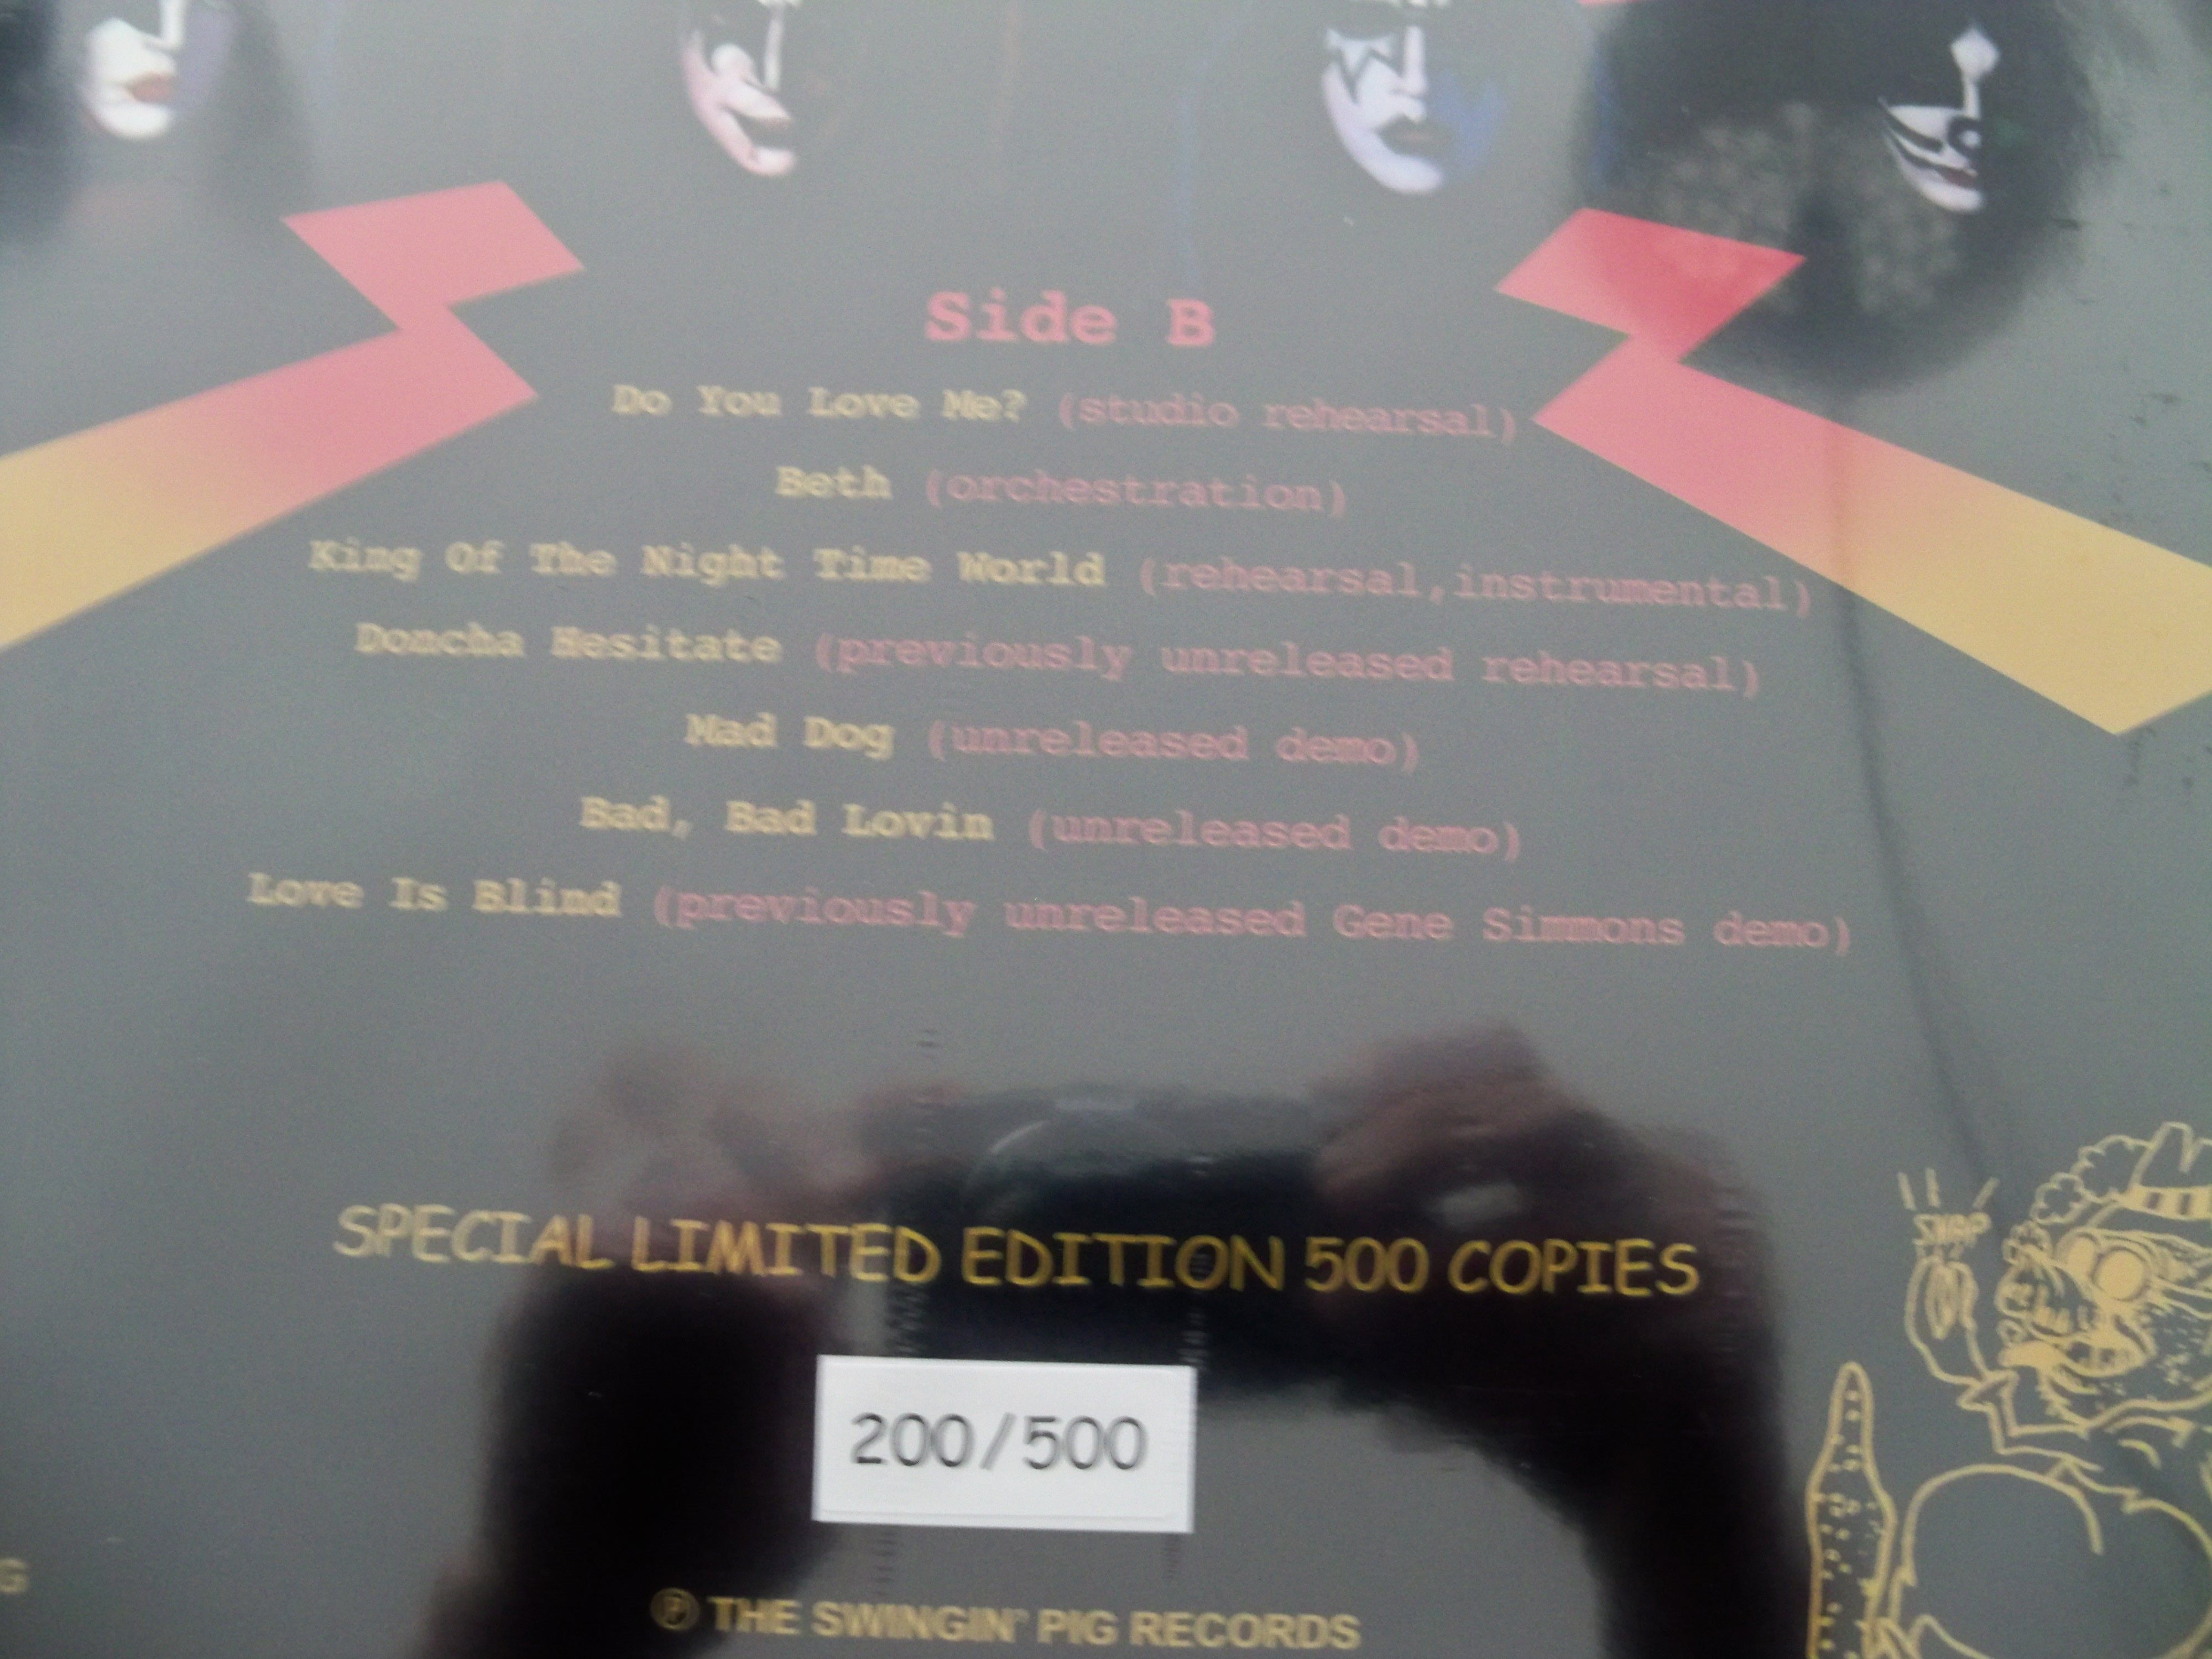 Side B
Do You Love Me? (studio rehearsal)
Beth (orchestration)
King Of The Night Time World (rehearsal,instrumental)
Doncha Hesitate (previously unreleased rehearsal)
Mad Dog (unreleased demo)
Bad, Bad Lovin (unreleased demo)
Love Is Blind (previously unreleased Gene Simmons demo)
SNAP
SPECIAL LIMITED EDITION 500 COPIES
200/500
G
℗ THE SWINGIN' PIG RECORDS